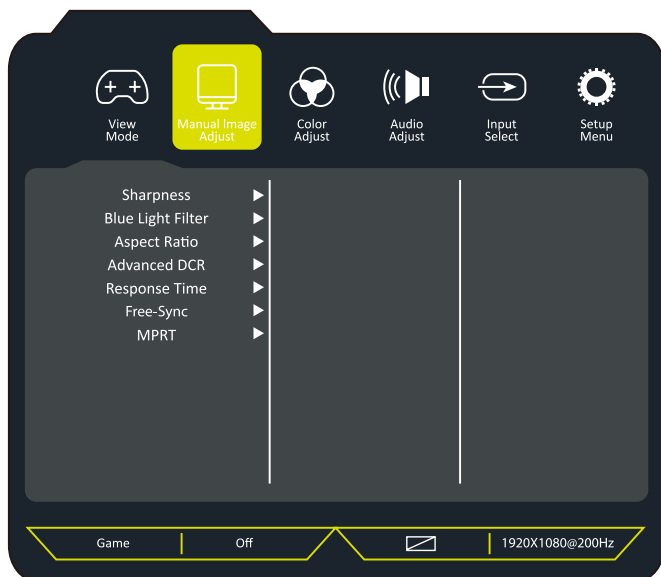 View
Mode
Manual Image
Adjust
Color
Adjust
Audio
Adjust
Input
Select
Setup
Menu
Sharpness
Blue Light Filter
Aspect Ratio
Advanced DCR
Response Time
Free-Sync
MPRT
Game
Off
1920X1080@200Hz